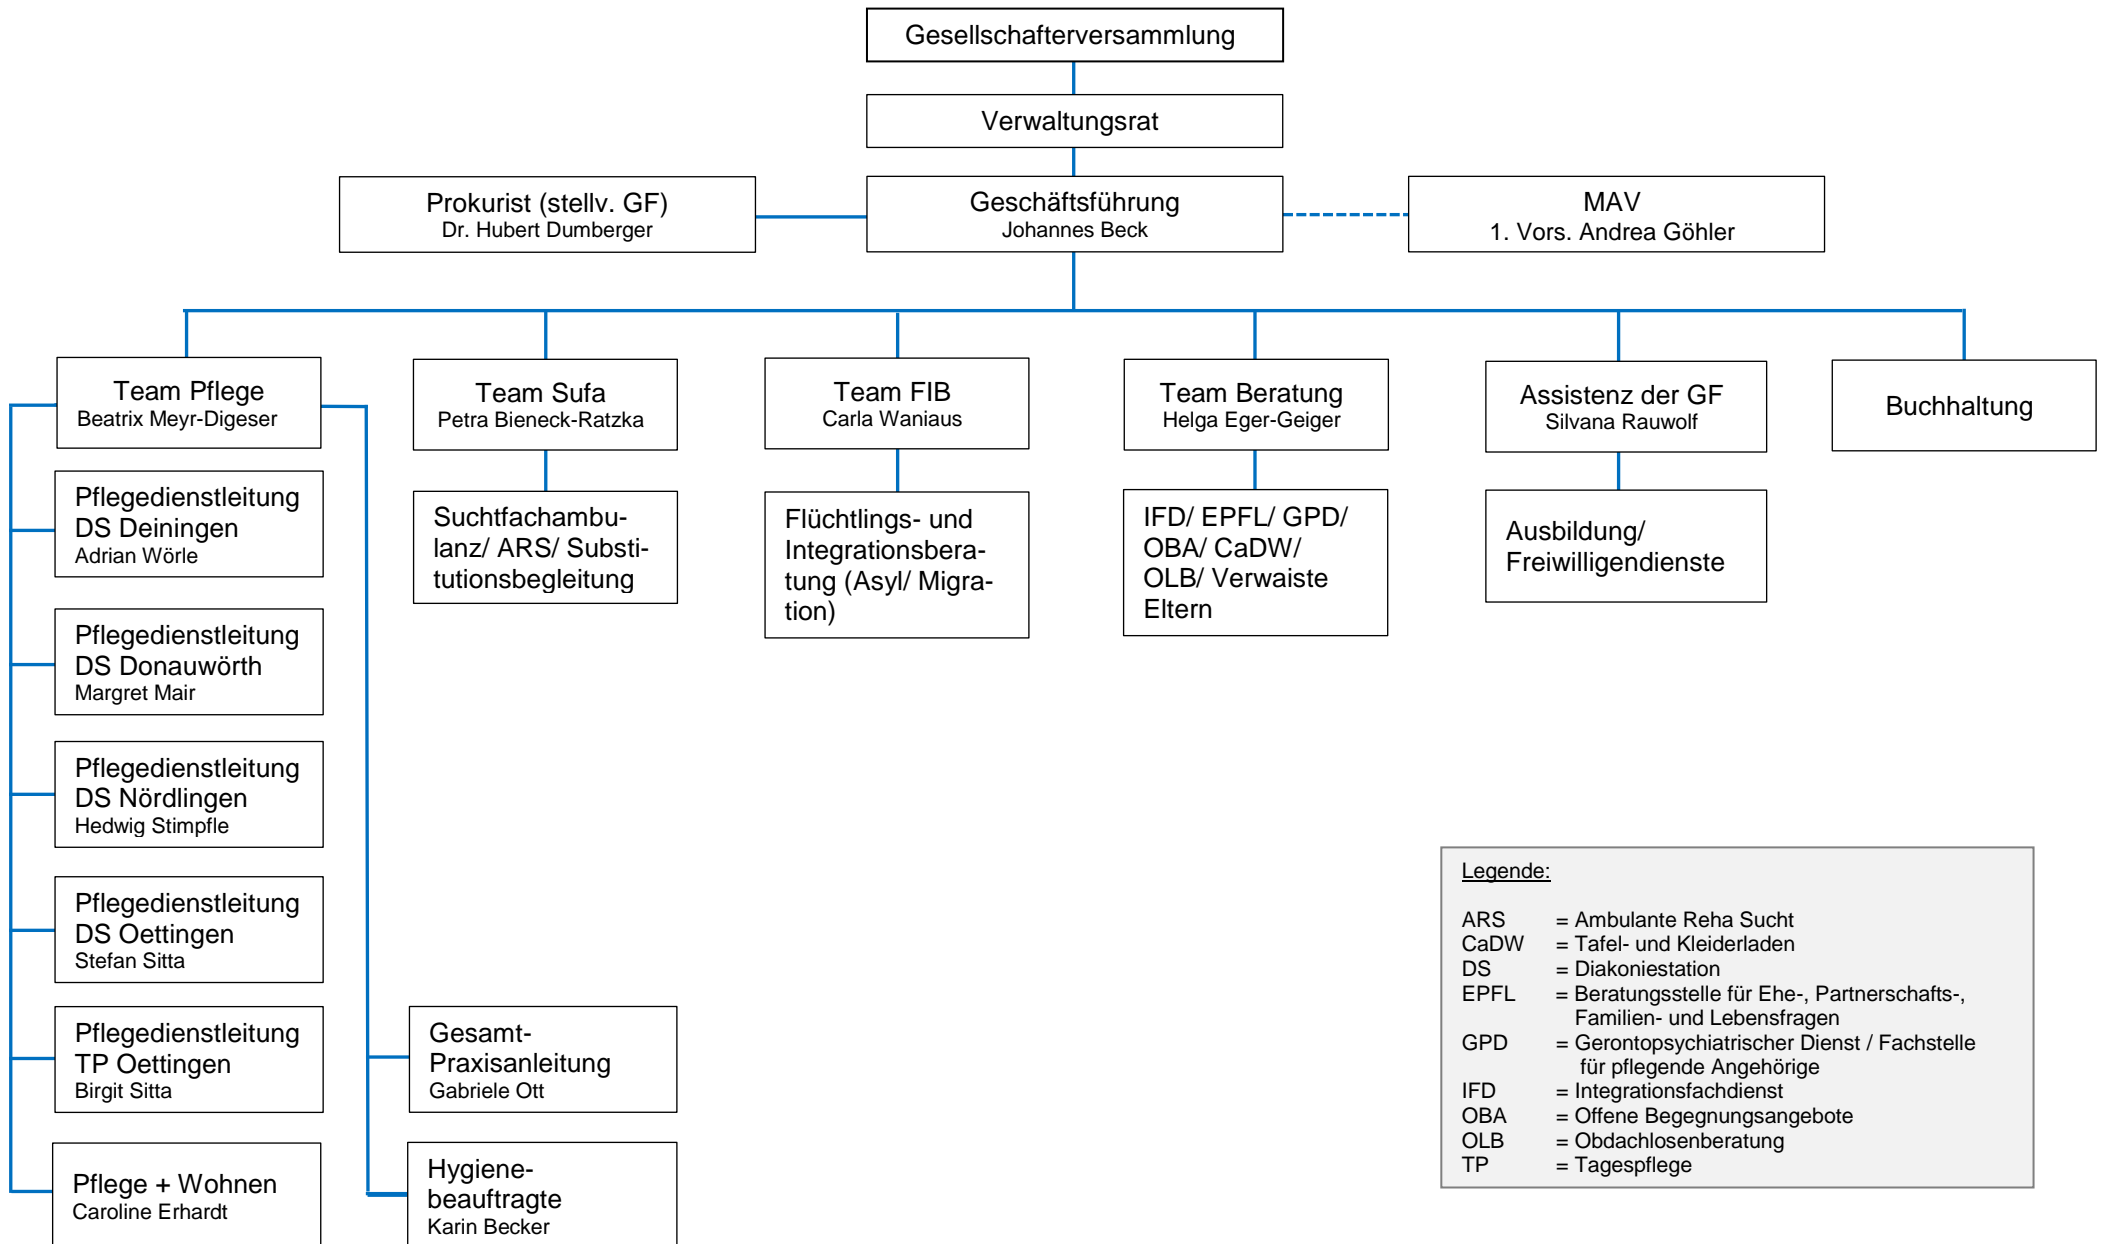 Gesellschafterversammlung
Verwaltungsrat
Prokurist (stellv. GF)
Dr. Hubert Dumberger
Geschäftsführung
Johannes Beck
MAV
1. Vors. Andrea Göhler
Team Pflege
Beatrix Meyr-Digeser
Team Sufa
Petra Bieneck-Ratzka
Team FIB
Carla Waniaus
Team Beratung
Helga Eger-Geiger
Assistenz der GF
Silvana Rauwolf
Buchhaltung
Pflegedienstleitung
DS Deiningen
Adrian Wörle
Suchtfachambu-
lanz/ ARS/ Substi-
tutionsbegleitung
Flüchtlings- und
Integrationsbera-
tung (Asyl/ Migra-
tion)
IFD/ EPFL/ GPD/
OBA/ CaDW/
OLB/ Verwaiste
Eltern
Ausbildung/
Freiwilligendienste
Pflegedienstleitung
DS Donauwörth
Margret Mair
Pflegedienstleitung
DS Nördlingen
Hedwig Stimpfle
Pflegedienstleitung
DS Oettingen
Stefan Sitta
Pflegedienstleitung
TP Oettingen
Birgit Sitta
Gesamt-
Praxisanleitung
Gabriele Ott
Pflege + Wohnen
Caroline Erhardt
Hygiene-
beauftragte
Karin Becker
Legende:
ARS = Ambulante Reha Sucht
CaDW = Tafel- und Kleiderladen
DS = Diakoniestation
EPFL = Beratungsstelle für Ehe-, Partnerschafts-,
Familien- und Lebensfragen
GPD = Gerontopsychiatrischer Dienst / Fachstelle
für pflegende Angehörige
IFD = Integrationsfachdienst
OBA = Offene Begegnungsangebote
OLB = Obdachlosenberatung
TP = Tagespflege